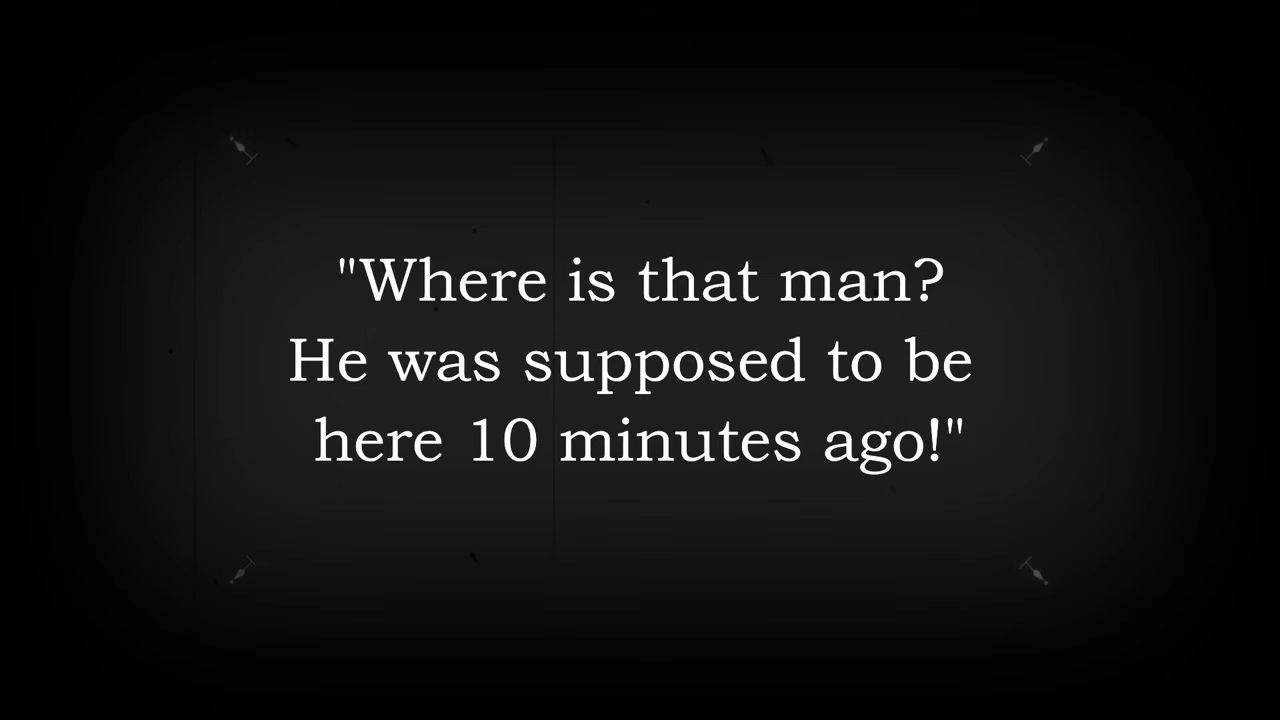 "Where is that man?
He was supposed to be
here 10 minutes ago!"